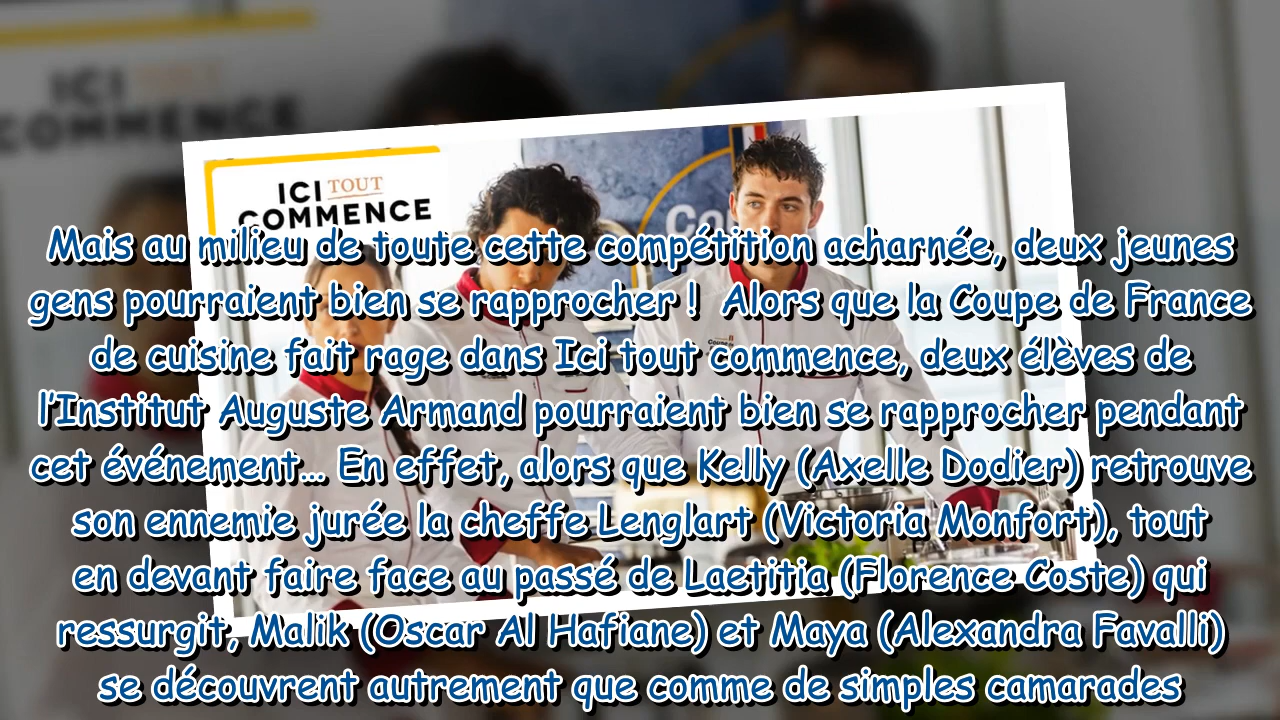 ICI TOUT
COMMENCE
Mais au milieu de toute cette compétition acharnée, deux jeunes
gens pourraient bien se rapprocher !  Alors que la Coupe de France
de cuisine fait rage dans Ici tout commence, deux élèves de
l'Institut Auguste Armand pourraient bien se rapprocher pendant
cet événement... En effet, alors que Kelly (Axelle Dodier) retrouve
son ennemie jurée la cheffe Lenglart (Victoria Monfort), tout
en devant faire face au passé de Laetitia (Florence Coste) qui
ressurgit, Malik (Oscar Al Hafiane) et Maya (Alexandra Favalli)
se découvrent autrement que comme de simples camarades